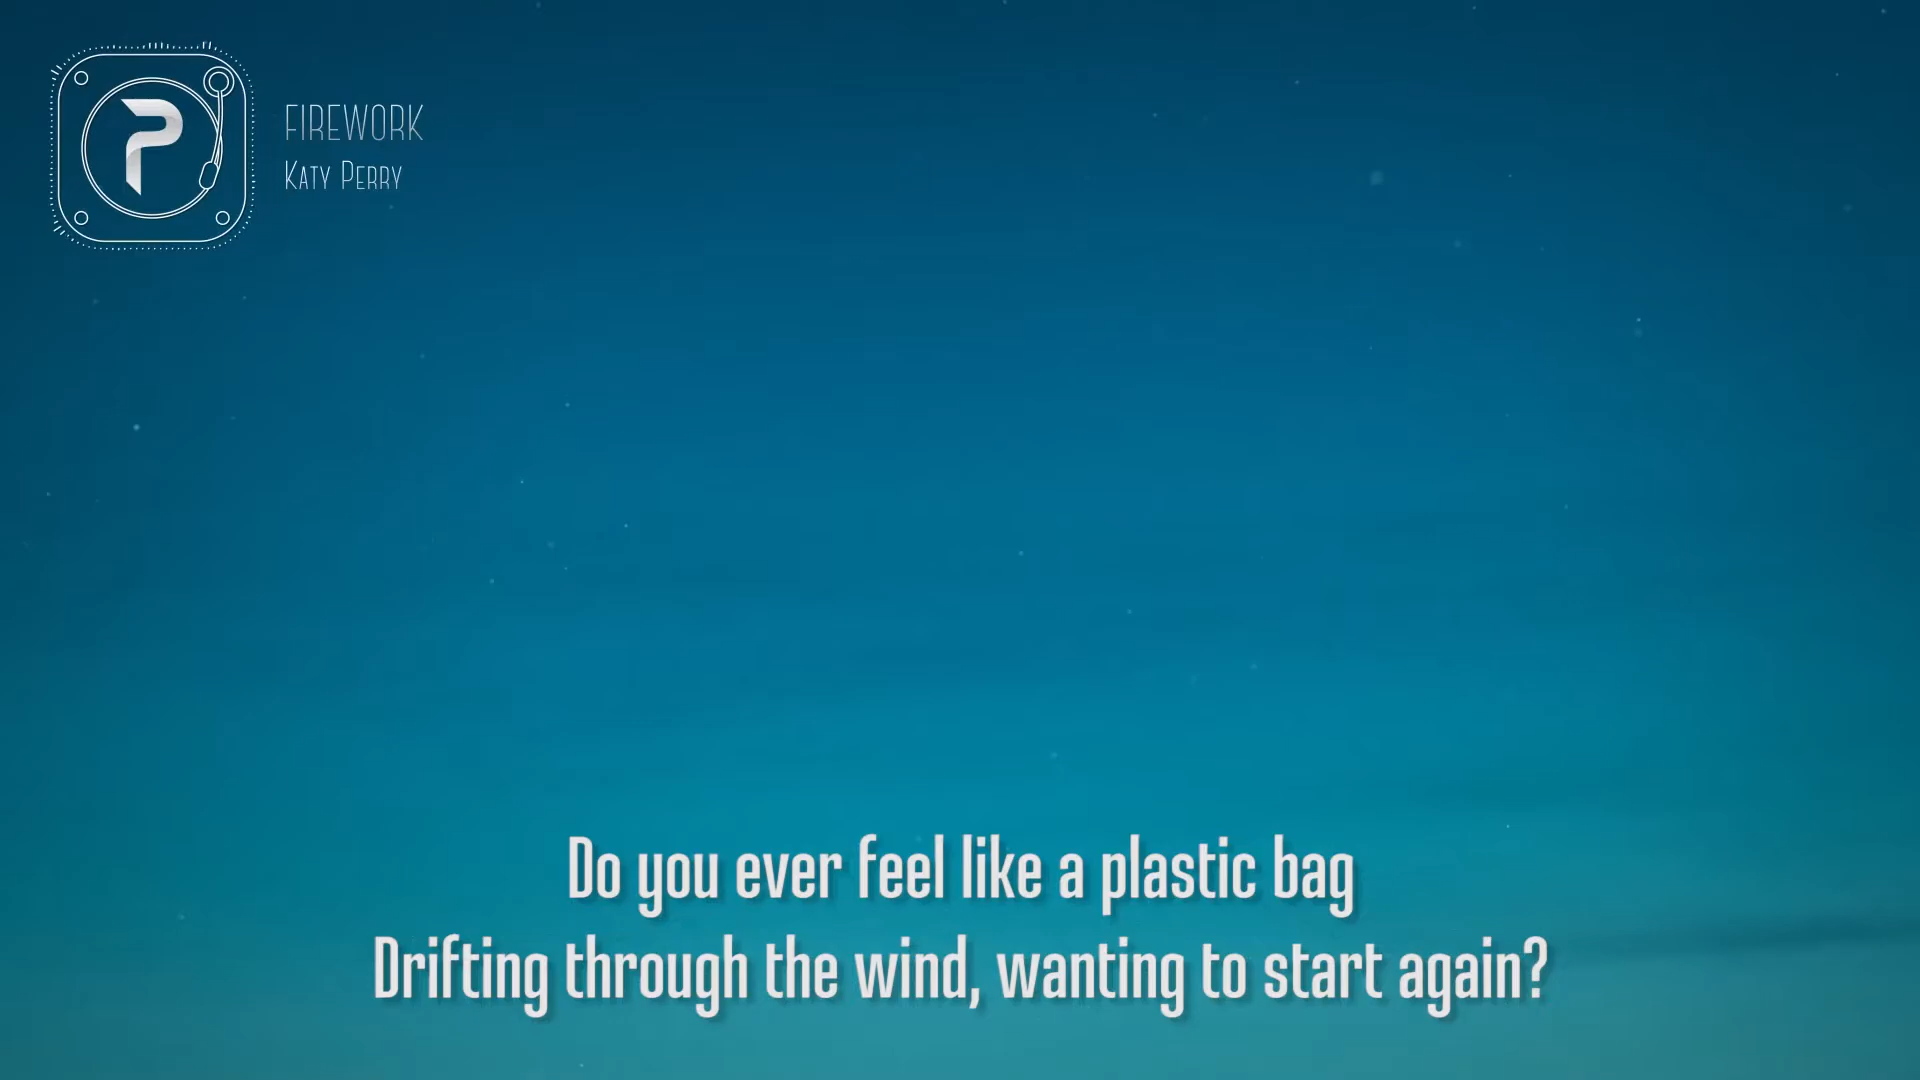 P
FIREWORK
Katy Perry
Do you ever feel like a plastic bag
Drifting through the wind, wanting to start again?